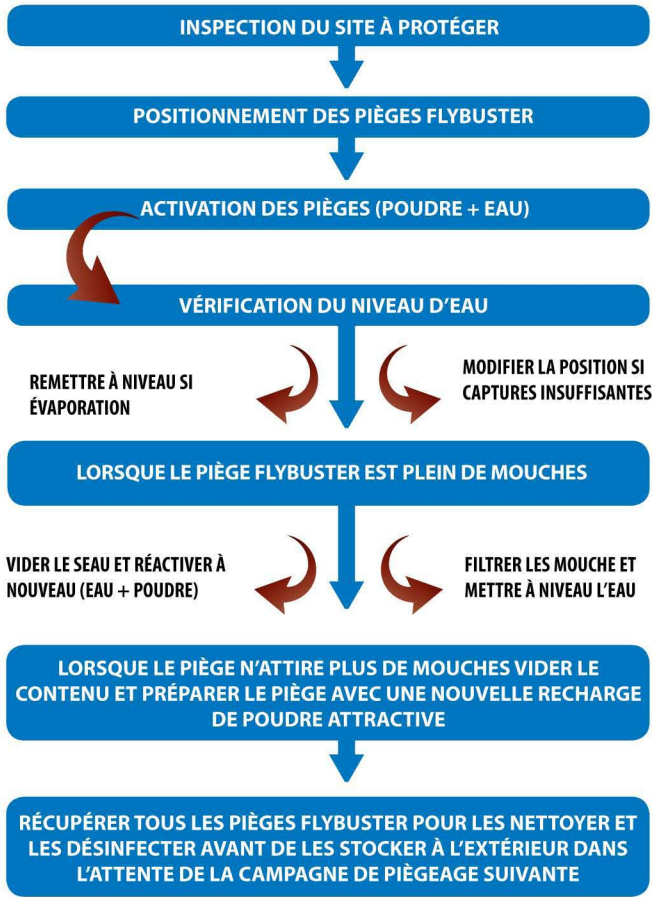 INSPECTION DU SITE À PROTÉGER
POSITIONNEMENT DES PIÈGES FLYBUSTER
ACTIVATION DES PIÈGES (POUDRE + EAU)
VÉRIFICATION DU NIVEAU D'EAU
REMETTRE À NIVEAU SI
ÉVAPORATION
MODIFIER LA POSITION SI
CAPTURES INSUFFISANTES
LORSQUE LE PIÈGE FLYBUSTER EST PLEIN DE MOUCHES
VIDER LE SEAU ET RÉACTIVER À
NOUVEAU (EAU + POUDRE)
FILTRER LES MOUCHE ET
METTRE À NIVEAU L'EAU
LORSQUE LE PIÈGE N'ATTIRE PLUS DE MOUCHES VIDER LE
CONTENU ET PRÉPARER LE PIÈGE AVEC UNE NOUVELLE RECHARGE
DE POUDRE ATTRACTIVE
RÉCUPÉRER TOUS LES PIÈGES FLYBUSTER POUR LES NETTOYER ET
LES DÉSINFECTER AVANT DE LES STOCKER À L'EXTÉRIEUR DANS
L'ATTENTE DE LA CAMPAGNE DE PIÈGEAGE SUIVANTE